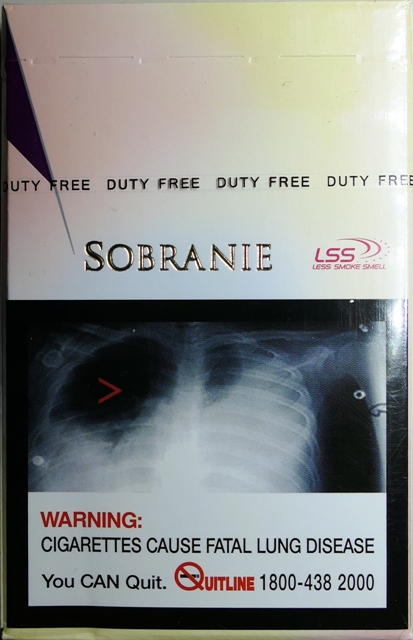 DUTY FREE DUTY FREE DUTY FREE DUTY FREE
SOBRANIE
LSS
LESS SMOKE SMELL
WARNING:
CIGARETTES CAUSE FATAL LUNG DISEASE
You CAN Quit. QUITLINE 1800-438 2000